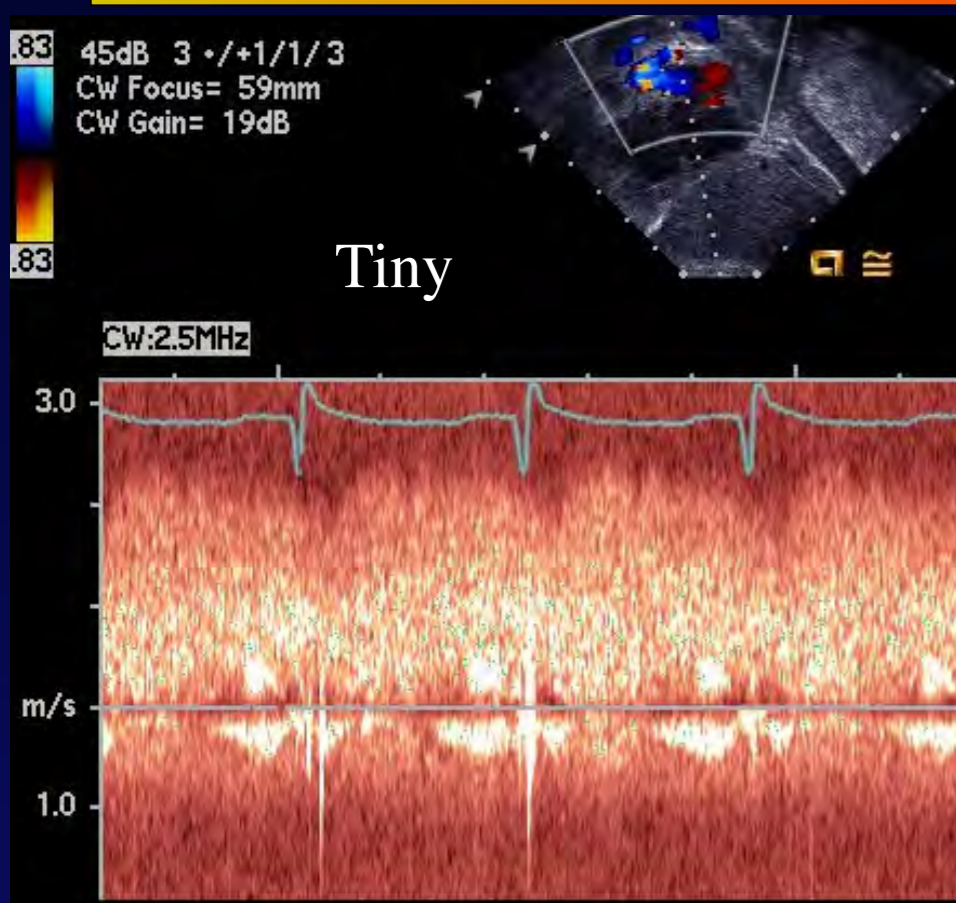 .83
45dB 3 •/+1/1/3
CW Focus= 59mm
CW Gain= 19dB
.83
Tiny
CW:2.5MHz
3.0
m/s
1.0